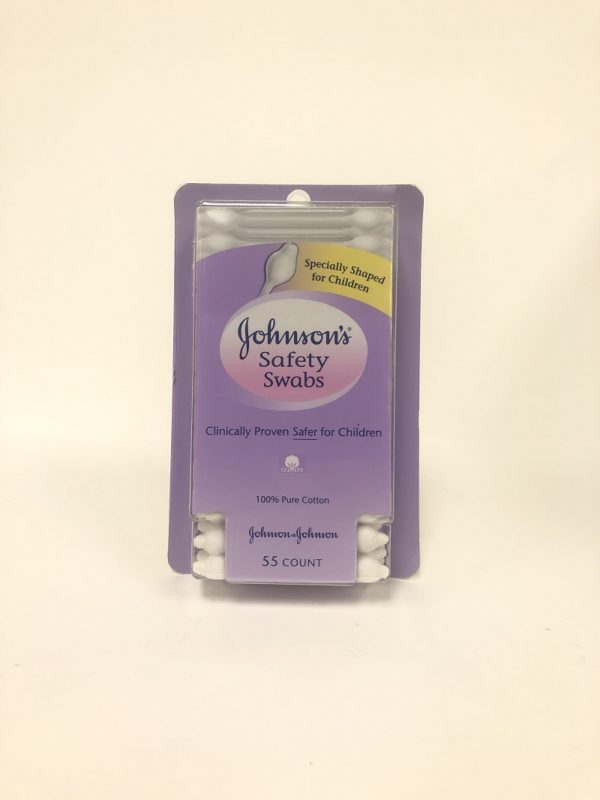 Specially Shaped
for Children
Johnson's®
Safety
Swabs
Clinically Proven Safer for Children
100% Pure Cotton
Johnson & Johnson
55 COUNT